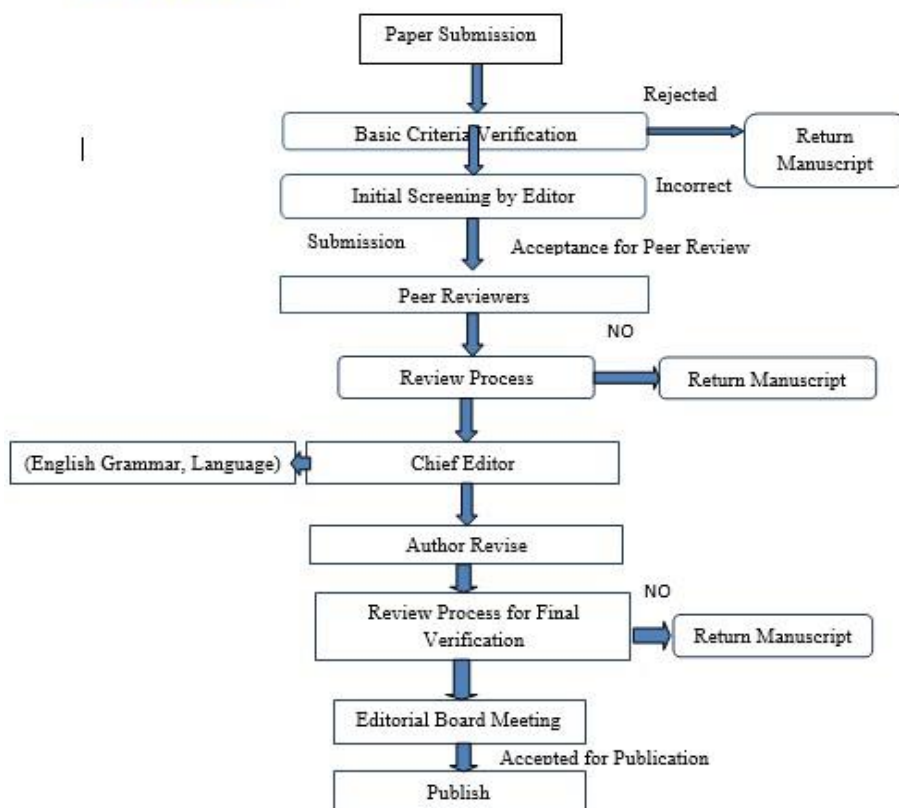 Paper Submission
Rejected
Basic Criteria Verification
Return
Manuscript
Incorrect
Initial Screening by Editor
Submission
Acceptance for Peer Review
Peer Reviewers
NO
Review Process
Return Manuscript
(English Grammar, Language)
Chief Editor
Author Revise
NO
Review Process for Final
Verification
Return Manuscript
Editorial Board Meeting
Accepted for Publication
Publish